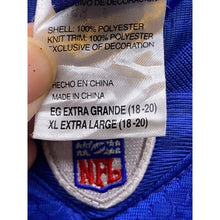 SHELL: 100% POLYESTER
KNIT TRIM: 100% POLYESTER
EXCLUSIVE OF DECORATION
HECHO EN CHINA
MADE IN CHINA
EG EXTRA GRANDE (18-20)
XL EXTRA LARGE (18-20)
NFL